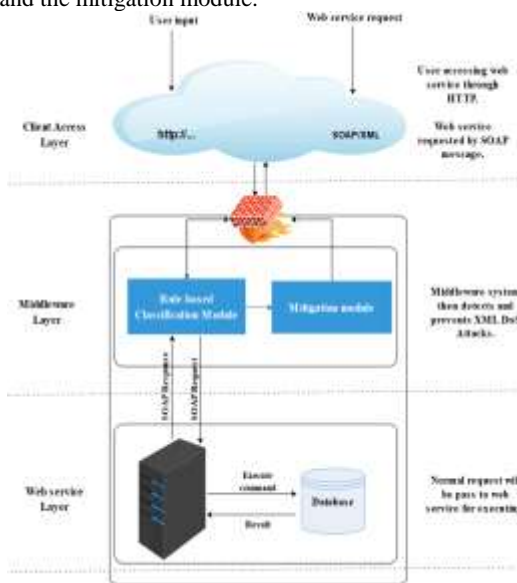 and the mitigation module.
User input
Web service request
User accessing web
service through
HTTP.
Client Access
Layer
http://...
SOAP/XML
Web service
requested by SOAP
message.
Middleware
Layer
Rule based
Classification Module
Mitigation module
Middleware system
then detects and
prevents XML DoS
Attacks.
SOAP Response
SOAP Request
Web service
Layer
Execute
command
Database
Result
Normal request will
be pass to web
service for executing